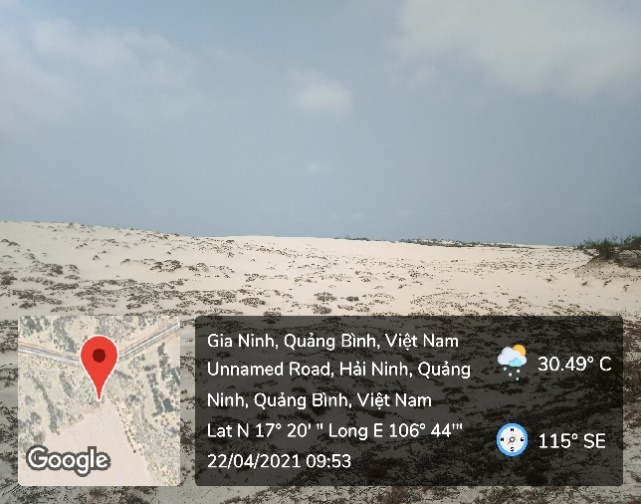 Gia Ninh, Quảng Bình, Việt Nam
Unnamed Road, Hải Ninh, Quảng
Ninh, Quảng Bình, Việt Nam
Lat N 17° 20' " Long E 106° 44'"
22/04/2021 09:53
30.49° C
115° SE
Google